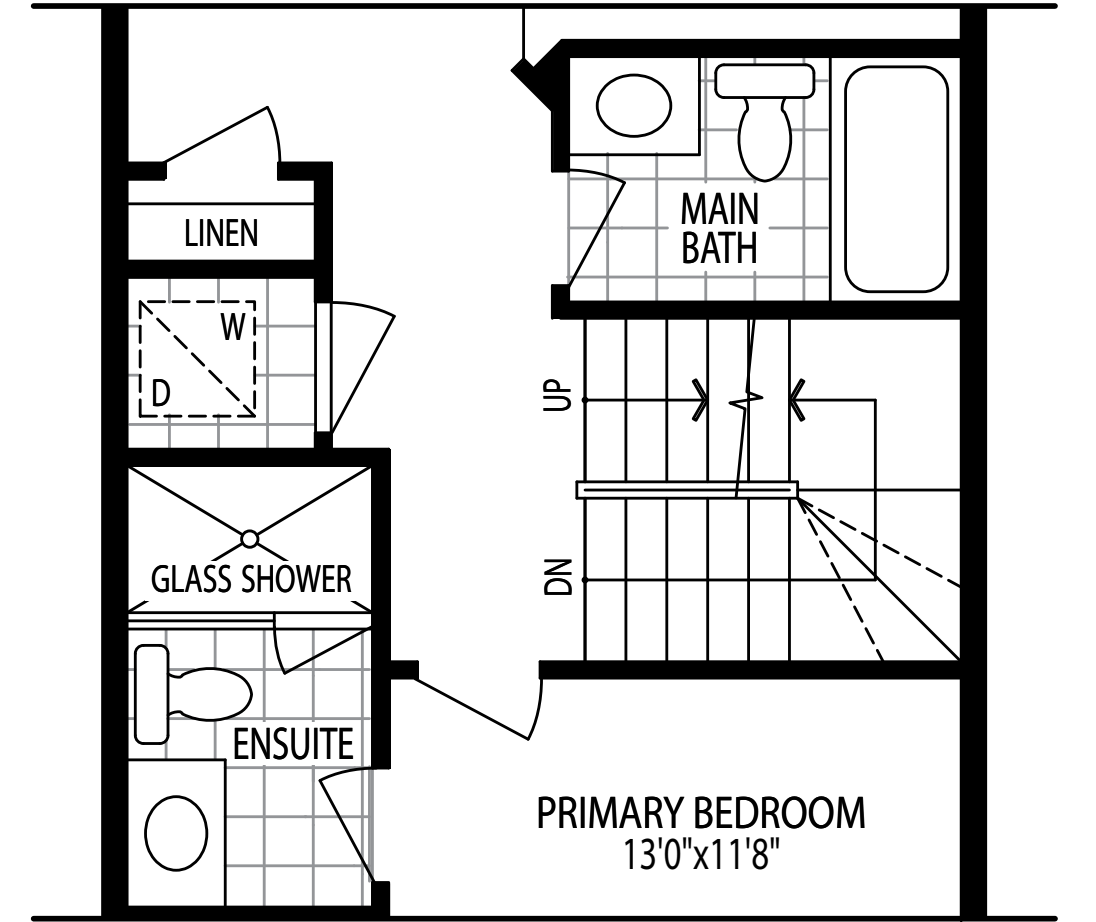 LINEN
MAIN
BATH
W
D
UP
GLASS SHOWER
DN
ENSUITE
PRIMARY BEDROOM
13'0"x11'8"